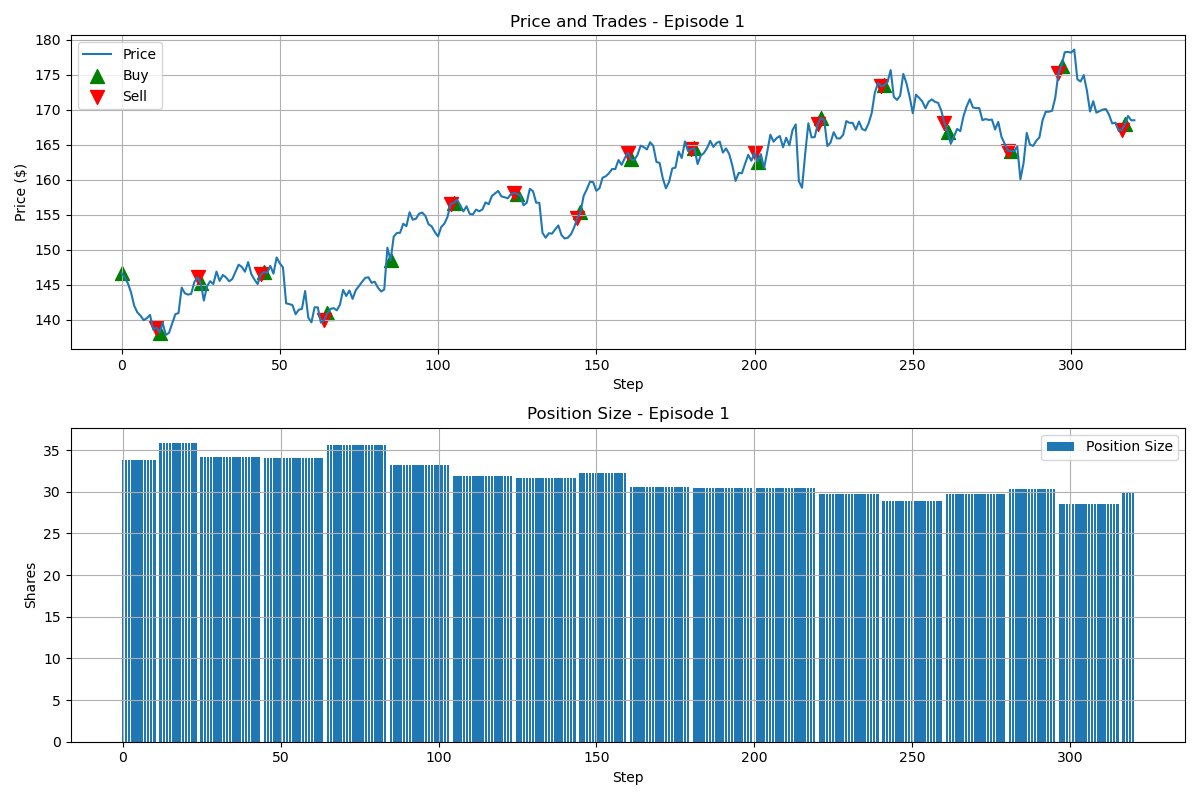 Price and Trades - Episode 1
Price ($)
180
175
170
165
160
155
150
145
140
Price
Buy
Sell
0 50 100 150 200 250 300
Step
Position Size - Episode 1
Shares
35
30
25
20
15
10
5
0
Position Size
0 50 100 150 200 250 300
Step